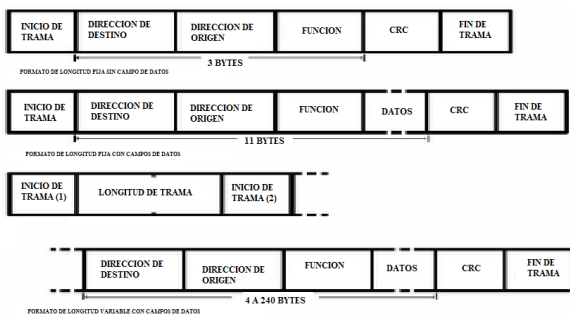 INICIO DE TRAMA
DIRECCION DE DESTINO
DIRECCION DE ORIGEN
FUNCION
CRC
FIN DE TRAMA
3 BYTES
FORMATO DE LONGITUD FIJA SIN CAMPO DE DATOS
INICIO DE TRAMA
DIRECCION DE DESTINO
DIRECCION DE ORIGEN
FUNCION
DATOS
CRC
FIN DE TRAMA
11 BYTES
FORMATO DE LONGITUD FIJA CON CAMPOS DE DATOS
INICIO DE TRAMA (1)
LONGITUD DE TRAMA
INICIO DE TRAMA (2)
DIRECCION DE DESTINO
DIRECCION DE ORIGEN
FUNCION
DATOS
CRC
FIN DE TRAMA
4 A 240 BYTES
FORMATO DE LONGITUD VARIABLE CON CAMPOS DE DATOS